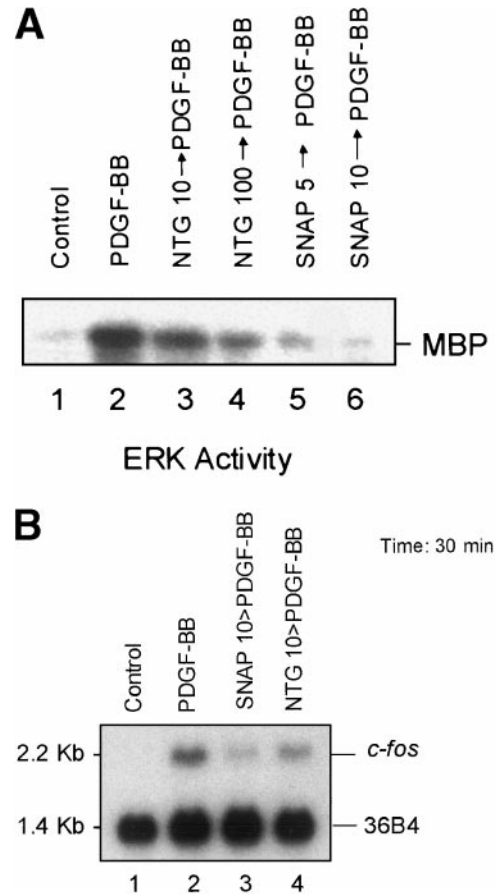 A
Control
PDGF-BB
NTG 10→PDGF-BB
NTG 100→PDGF-BB
SNAP 5 → PDGF-BB
SNAP 10 → PDGF-BB
MBP
1 2 3 4 5 6
ERK Activity
B
Time: 30 min
Control
PDGF-BB
SNAP 10>PDGF-BB
NTG 10>PDGF-BB
2.2 Kb
c-fos
1.4 Kb
36B4
1 2 3 4